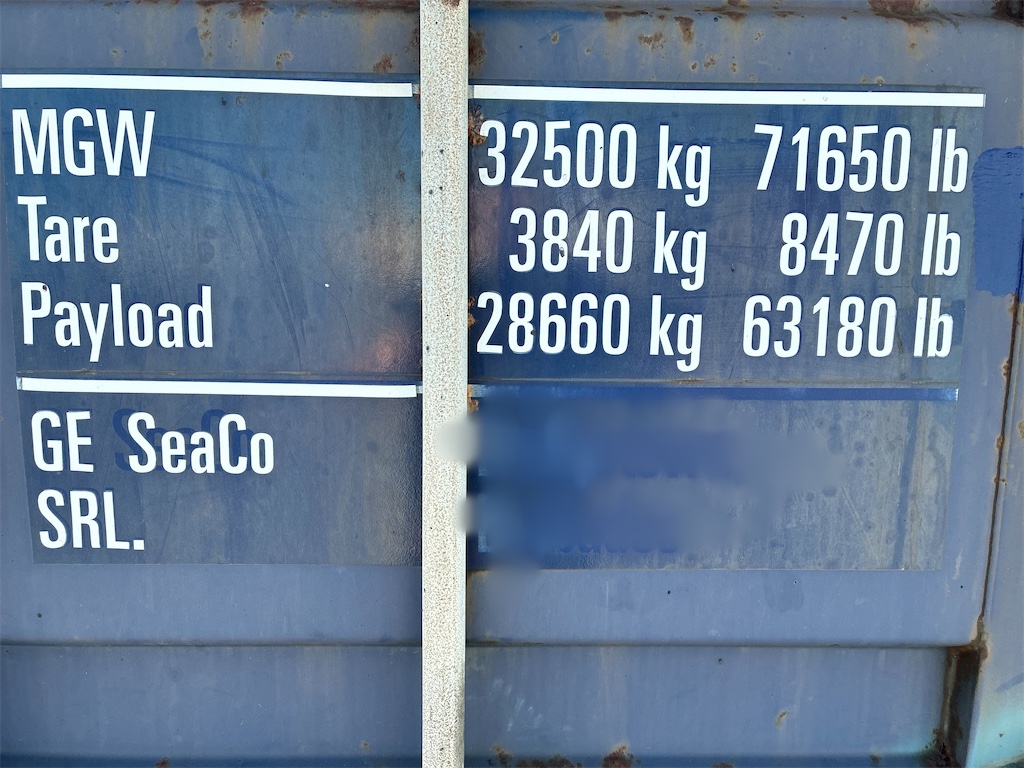 MGW 32500 kg 71650 lb
Tare 3840 kg 8470 lb
Payload 28660 kg 63180 lb
GE SeaCo
SRL.